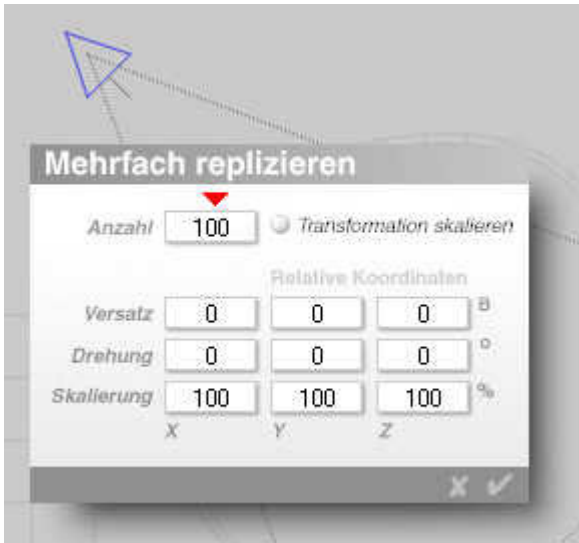 Mehrfach replizieren
Anzahl 100 Transformation skalieren
Relative Koordinaten
Versatz 0 0 0 B
Drehung 0 0 0 °
Skalierung 100 100 100 %
X Y Z